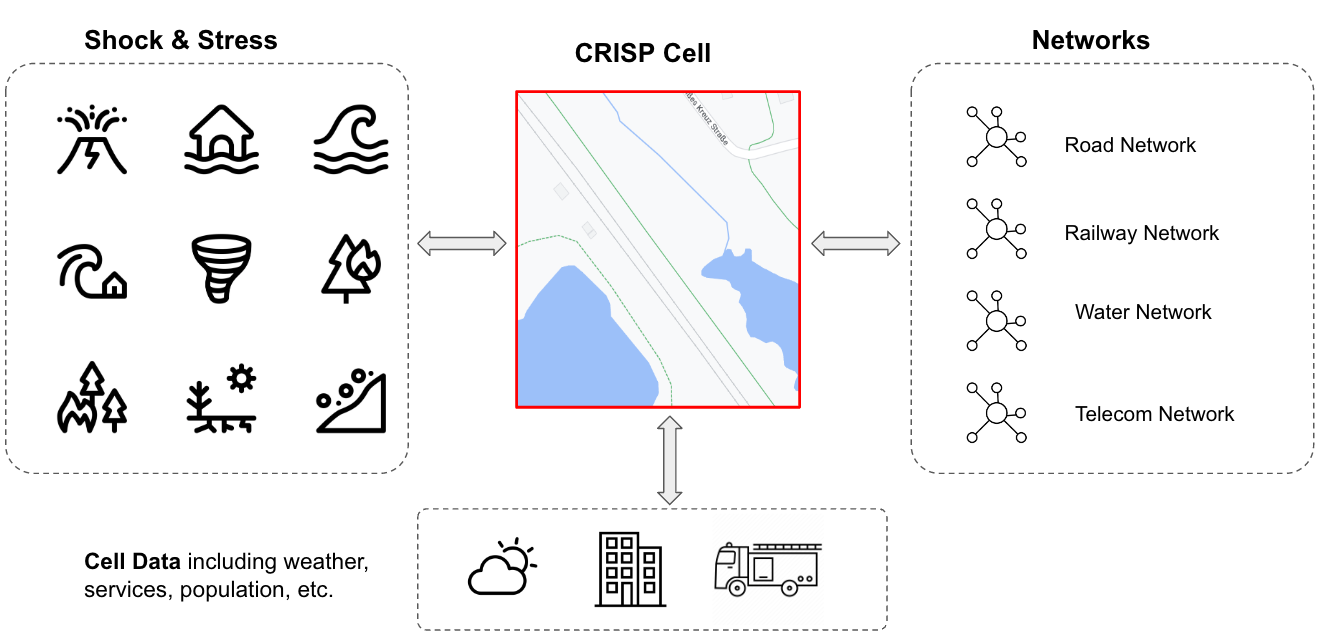 Shock & Stress
CRISP Cell
Networks
Kreuz Straße
Road Network
Railway Network
Water Network
Telecom Network
Cell Data including weather,
services, population, etc.